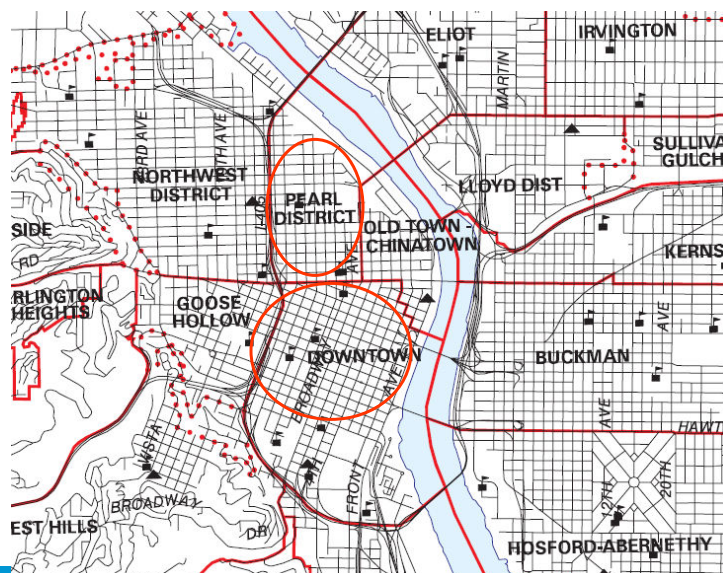 ELIOT
IRVINGTON
MARTIN
SULLIVA
GULCH
RD AVE
TH AVE
NORTHWEST
DISTRICT
PEARL
DISTRICT
I-405
LLOYD DIST
SIDE
RD
OLD TOWN -
CHINATOWN
AVE
KERNS
RLINGTON
HEIGHTS
GOOSE
HOLLOW
DOWNTOWN
BROADWAY
AVE
BUCKMAN
AVE
AVE
HAWT
VISTA
FRONT
12TH
20TH
BROADWAY
DR
EST HILLS
HOSFORD-ABERNETHY